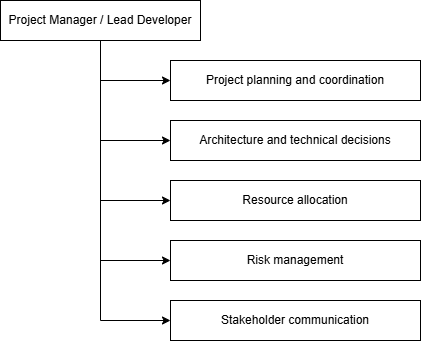 Project Manager / Lead Developer
Project planning and coordination
Architecture and technical decisions
Resource allocation
Risk management
Stakeholder communication